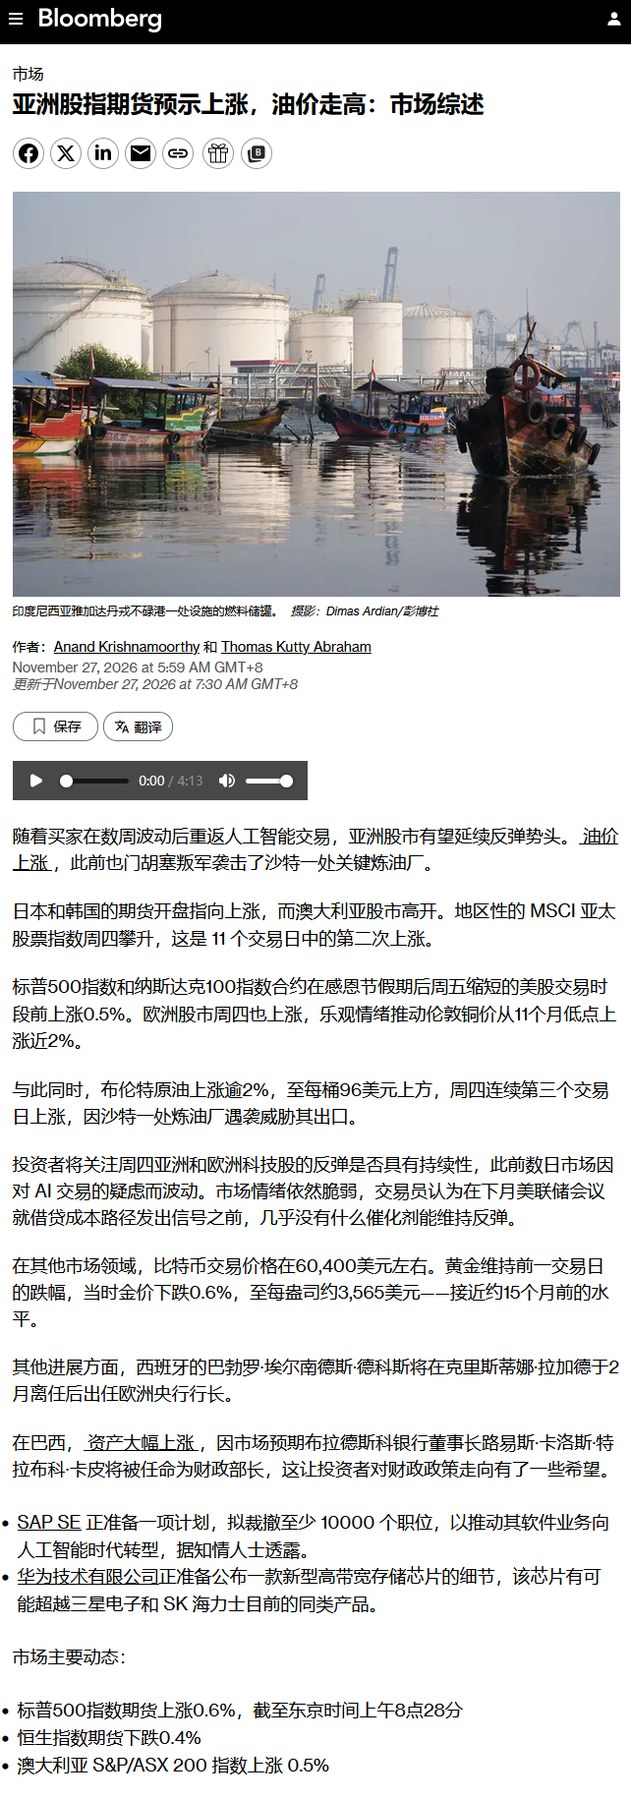 Bloomberg
市场
亚洲股指期货预示上涨，油价走高：市场综述
印度尼西亚雅加达丹戎不碌港一处设施的燃料储罐。 摄影：Dimas Ardian/彭博社
作者：Anand Krishnamoorthy 和 Thomas Kutty Abraham
November 27, 2026 at 5:59 AM GMT+8
更新于November 27, 2026 at 7:30 AM GMT+8
保存 翻译
0:00 / 4:13
随着买家在数周波动后重返人工智能交易，亚洲股市有望延续反弹势头。 油价
上涨 ，此前也门胡塞叛军袭击了沙特一处关键炼油厂。
日本和韩国的期货开盘指向上涨，而澳大利亚股市高开。地区性的 MSCI 亚太
股票指数周四攀升，这是 11 个交易日中的第二次上涨。
标普500指数和纳斯达克100指数合约在感恩节假期后周五缩短的美股交易时
段前上涨0.5%。欧洲股市周四也上涨，乐观情绪推动伦敦铜价从11个月低点上
涨近2%。
与此同时，布伦特原油上涨逾2%，至每桶96美元上方，周四连续第三个交易
日上涨，因沙特一处炼油厂遇袭威胁其出口。
投资者将关注周四亚洲和欧洲科技股的反弹是否具有持续性，此前数日市场因
对 AI 交易的疑虑而波动。市场情绪依然脆弱，交易员认为在下月美联储会议
就借贷成本路径发出信号之前，几乎没有什么催化剂能维持反弹。
在其他市场领域，比特币交易价格在60,400美元左右。黄金维持前一交易日
的跌幅，当时金价下跌0.6%，至每盎司约3,565美元——接近约15个月前的水
平。
其他进展方面，西班牙的巴勃罗·埃尔南德斯·德科斯将在克里斯蒂娜·拉加德于2
月离任后出任欧洲央行行长。
在巴西， 资产大幅上涨 ，因市场预期布拉德斯科银行董事长路易斯·卡洛斯·特
拉布科·卡皮将被任命为财政部长，这让投资者对财政政策走向有了一些希望。
• SAP SE 正准备一项计划，拟裁撤至少 10000 个职位，以推动其软件业务向
人工智能时代转型，据知情人士透露。
• 华为技术有限公司正准备公布一款新型高带宽存储芯片的细节，该芯片有可
能超越三星电子和 SK 海力士目前的同类产品。
市场主要动态：
• 标普500指数期货上涨0.6%，截至东京时间上午8点28分
• 恒生指数期货下跌0.4%
• 澳大利亚 S&P/ASX 200 指数上涨 0.5%